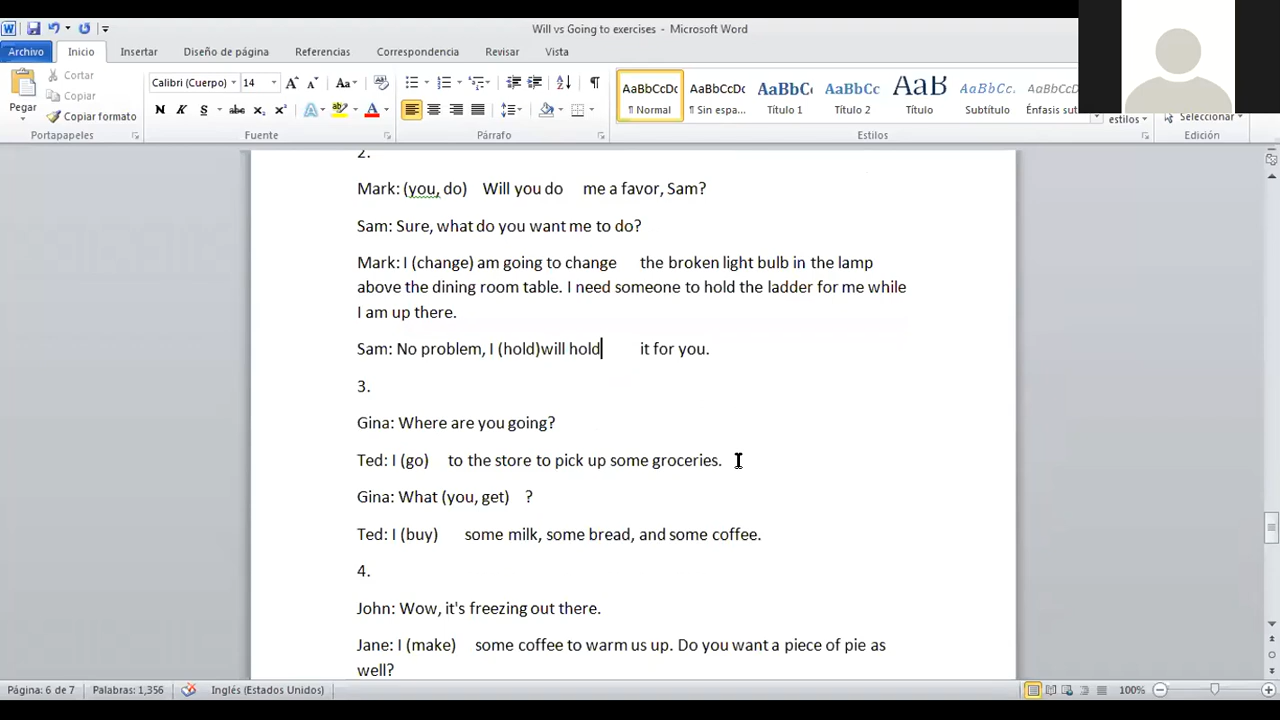 Will vs Going to exercises - Microsoft Word
Archivo Inicio Insertar Diseño de página Referencias Correspondencia Revisar Vista
Pegar
Cortar
Copiar
Copiar formato
Portapapeles
Calibri (Cuerpo) 14
Fuente
Párrafo
AaBbCcDc AaBbCcDc AaBbC AaBbCc AaB AaBbCc. AaBbCcDc
¶ Normal ¶ Sin espa... Título 1 Título 2 Título Subtítulo Énfasis sut...
estilos
Estilos
Seleccionar
Edición
2.
Mark: (you, do) Will you do me a favor, Sam?
Sam: Sure, what do you want me to do?
Mark: I (change) am going to change the broken light bulb in the lamp
above the dining room table. I need someone to hold the ladder for me while
I am up there.
Sam: No problem, I (hold)will hold it for you.
3.
Gina: Where are you going?
Ted: I (go) to the store to pick up some groceries.
Gina: What (you, get) ?
Ted: I (buy) some milk, some bread, and some coffee.
4.
John: Wow, it's freezing out there.
Jane: I (make) some coffee to warm us up. Do you want a piece of pie as
well?
Página: 6 de 7 Palabras: 1,356 Inglés (Estados Unidos) 100%